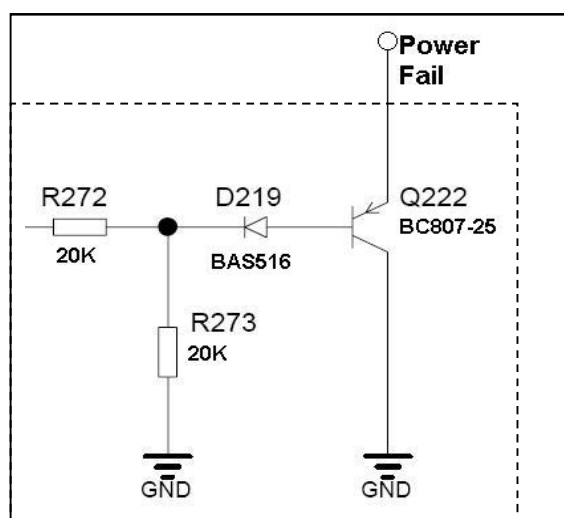 Power
Fail
R272
D219
Q222
20K
BAS516
BC807-25
R273
20K
GND
GND